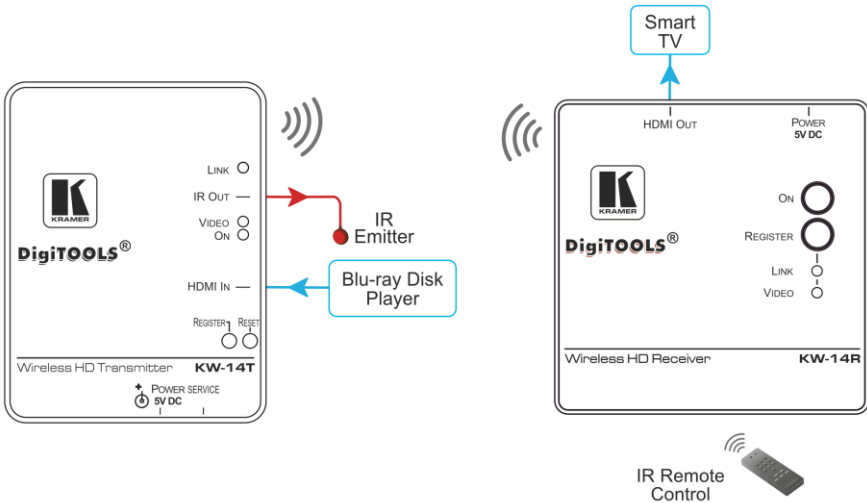 Smart
TV
LINK
IR OUT
VIDEO
ON
KRAMER
DigiTOOLS®
IR
Emitter
HDMI IN
Blu-ray Disk
Player
REGISTER
RESET
Wireless HD Transmitter
KW-14T
+
POWER SERVICE
5V DC
HDMI OUT
POWER
5V DC
KRAMER
DigiTOOLS®
ON
REGISTER
LINK
VIDEO
Wireless HD Receiver
KW-14R
IR Remote
Control